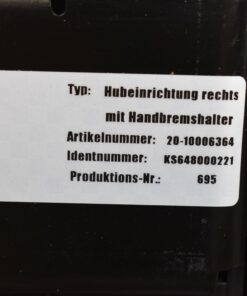 Typ: Hubeinrichtung rechts
mit Handbremshalter
Artikelnummer: 20-10006364
Identnummer: KS648000221
Produktions-Nr.: 695